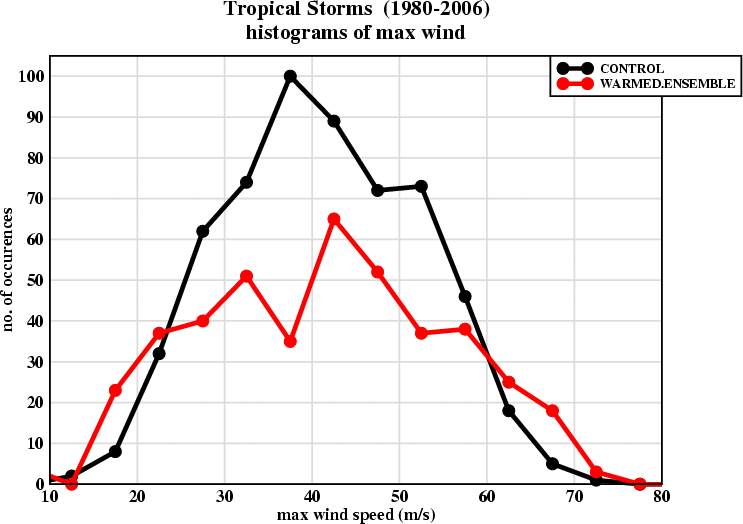 Tropical Storms (1980-2006)
histograms of max wind
CONTROL
WARMED.ENSEMBLE
no. of occurences
100
90
80
70
60
50
40
30
20
10
0
10 20 30 40 50 60 70 80
max wind speed (m/s)